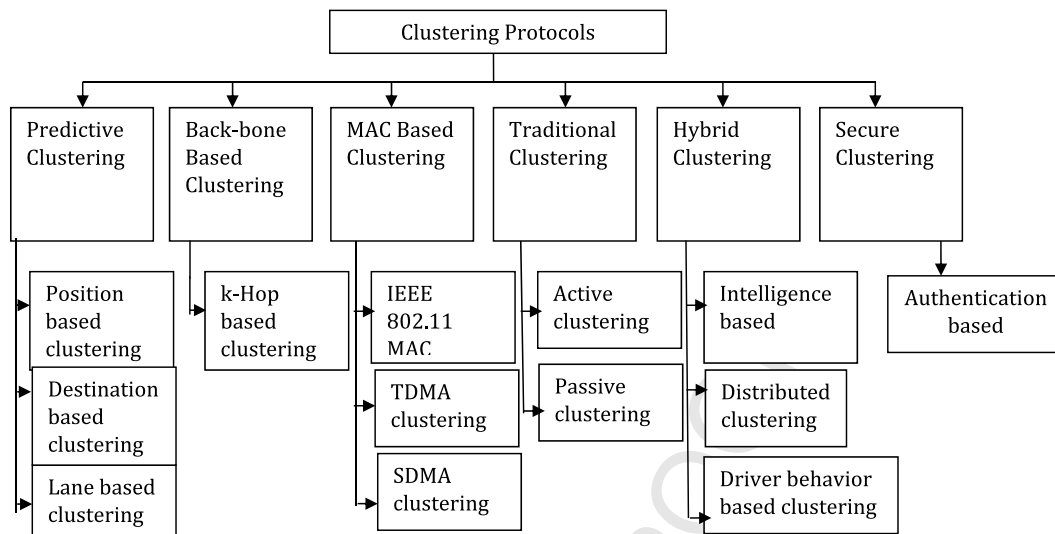 Clustering Protocols
Predictive
Clustering
Back-bone
Based
Clustering
MAC Based
Clustering
Traditional
Clustering
Hybrid
Clustering
Secure
Clustering
Position
based
clustering
Destination
based
clustering
Lane based
clustering
k-Hop
based
clustering
IEEE
802.11
MAC
TDMA
clustering
SDMA
clustering
Active
clustering
Passive
clustering
Intelligence
based
Distributed
clustering
Driver behavior
based clustering
Authentication
based